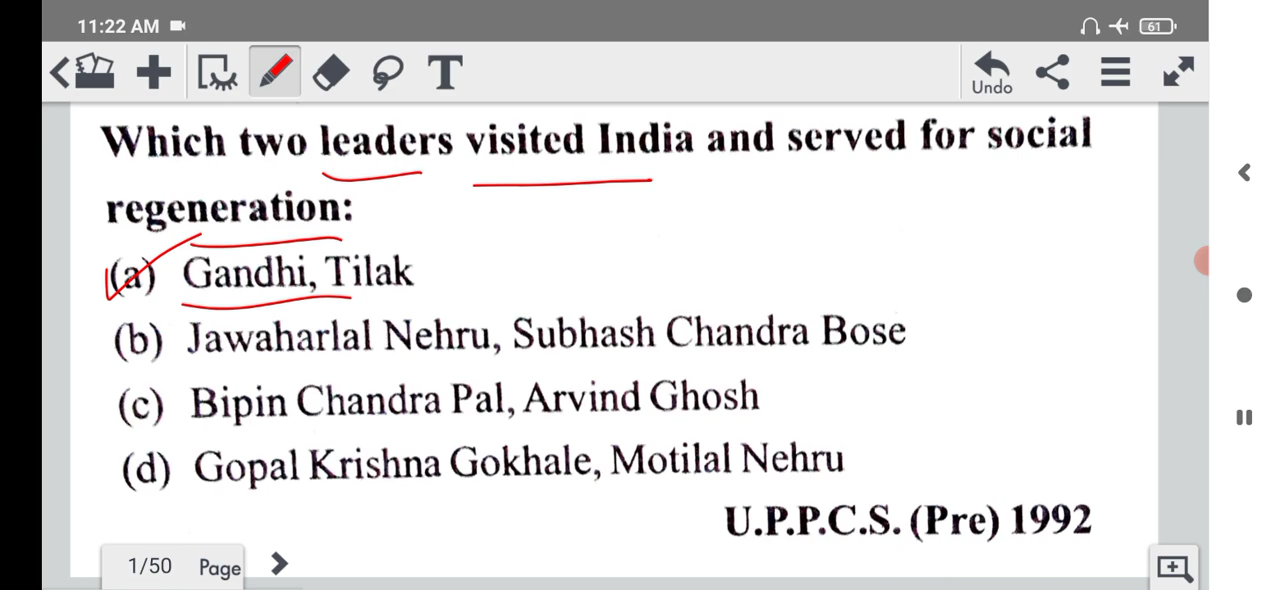 11:22 AM
61
T
Undo
Which two leaders visited India and served for social
regeneration:
(a) Gandhi, Tilak
(b) Jawaharlal Nehru, Subhash Chandra Bose
(c) Bipin Chandra Pal, Arvind Ghosh
(d) Gopal Krishna Gokhale, Motilal Nehru
U.P.P.C.S. (Pre) 1992
1/50 Page